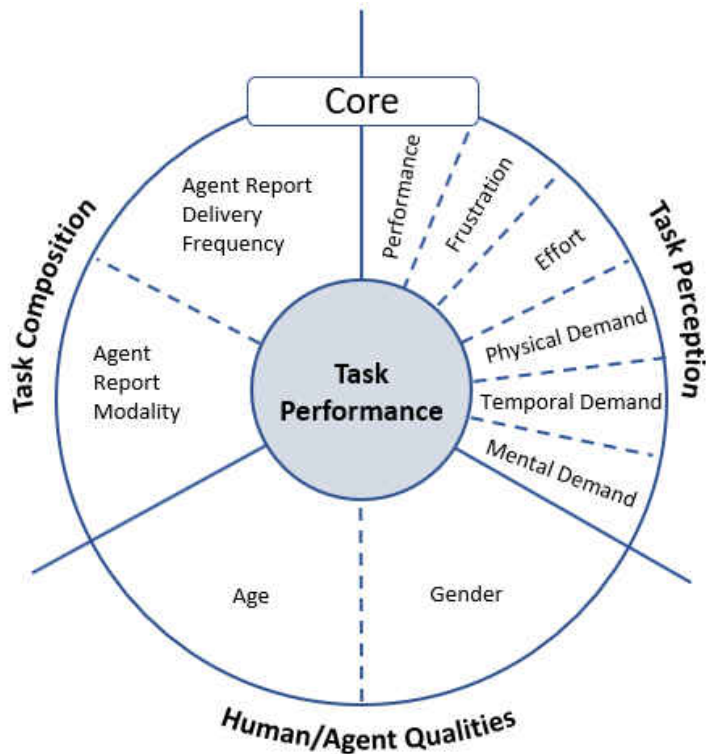 Core
Task Composition
Agent Report
Delivery
Frequency
Agent
Report
Modality
Task
Performance
Performance
Frustration
Effort
Physical Demand
Temporal Demand
Mental Demand
Task Perception
Age
Gender
Human/Agent Qualities